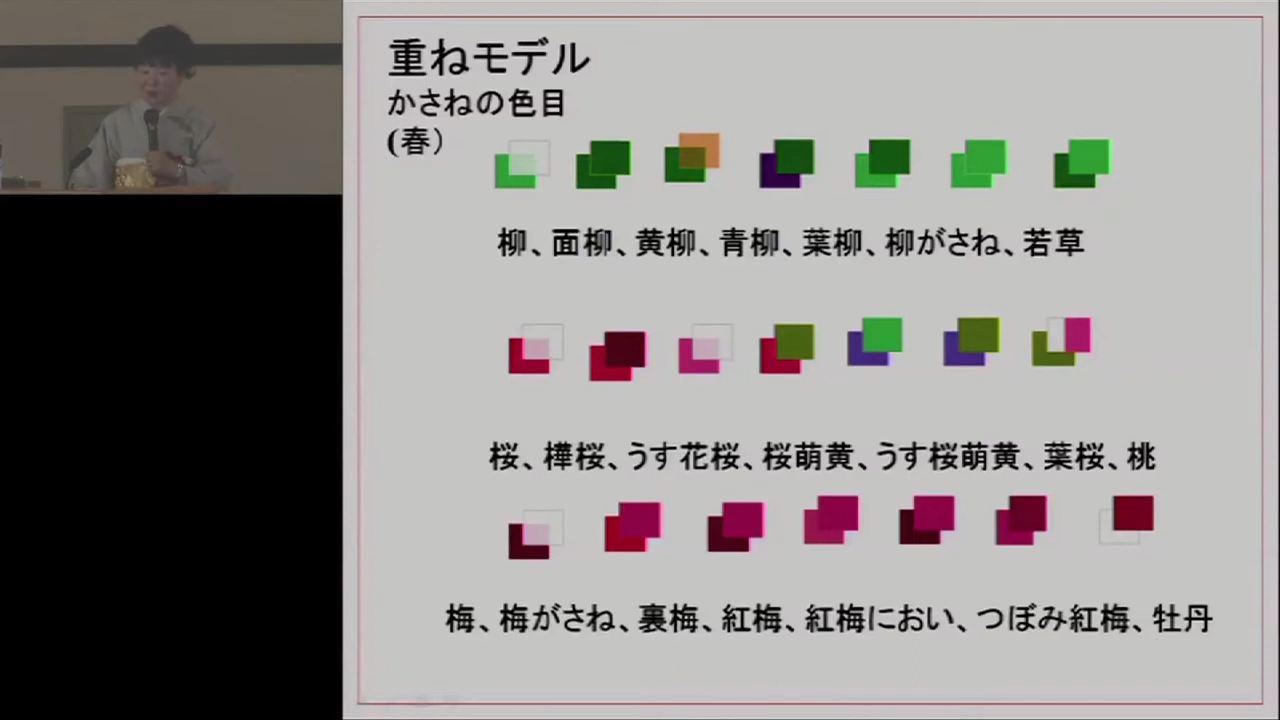 重ねモデル
かさねの色目
(春）
柳、面柳、黄柳、青柳、葉柳、柳がさね、若草
桜、樺桜、うす花桜、桜萌黄、うす桜萌黄、葉桜、桃
梅、梅がさね、裏梅、紅梅、紅梅におい、つぼみ紅梅、牡丹